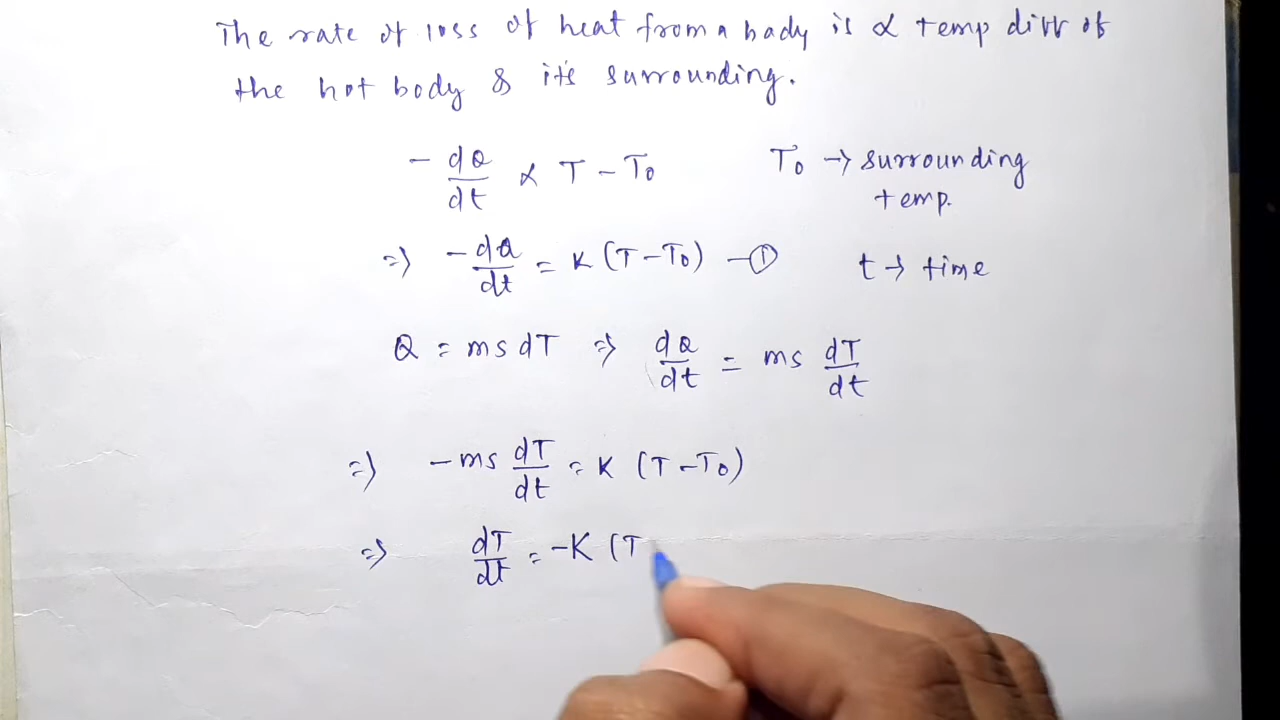 The rate of loss of heat from a body is ∝ temp diff of
the hot body & it's surrounding.
- dQ/dt ∝ T - T₀    T₀ → surrounding
temp.
=> -dQ/dt = K (T-T₀) — ①    t → time
Q = ms dT => dQ/dt = ms dT/dt
=> -ms dT/dt = K (T-T₀)
=> dT/dt = -K (T-